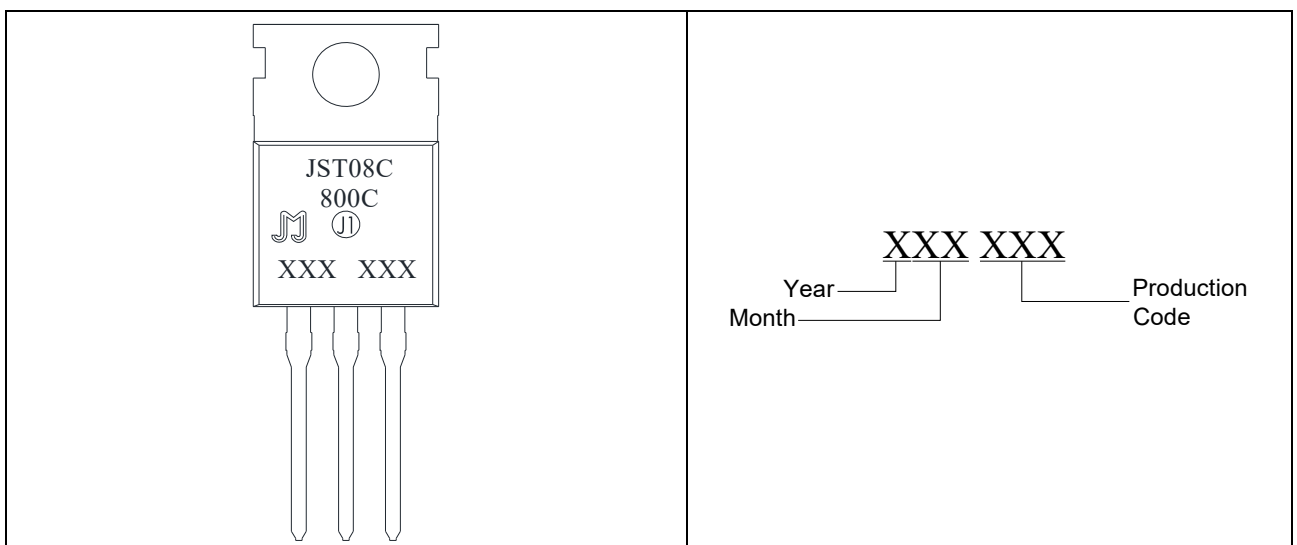 JST08C
800C
J1
XXX XXX
XXX XXX
Year
Month
Production
Code